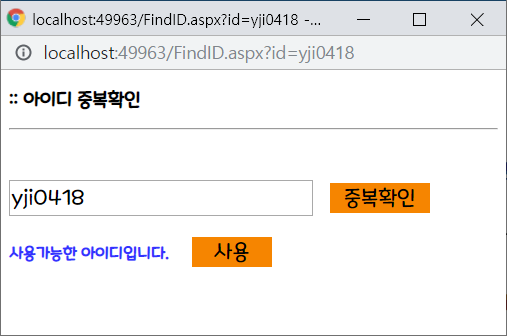 localhost:49963/FindID.aspx?id=yji0418 -...
localhost:49963/FindID.aspx?id=yji0418
:: 아이디 중복확인
yji0418 중복확인
사용가능한 아이디입니다. 사용